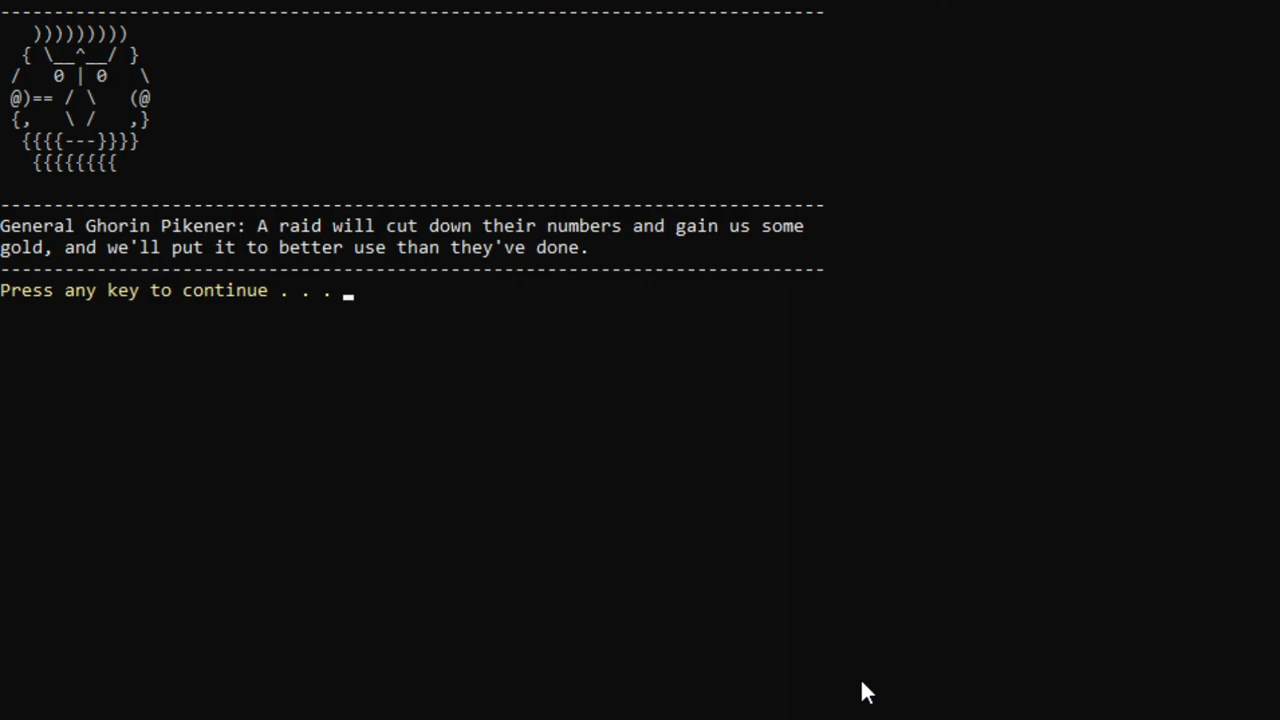 --------------------------------------------------------------------------------
   )))))))))
  { \__^__/ }
/   0 | 0   \
@)== / \   (@
{,   \ /   ,}
  {{{{---}}}}
   {{{{{{{{
--------------------------------------------------------------------------------
General Ghorin Pikener: A raid will cut down their numbers and gain us some
gold, and we'll put it to better use than they've done.
--------------------------------------------------------------------------------
Press any key to continue . . .